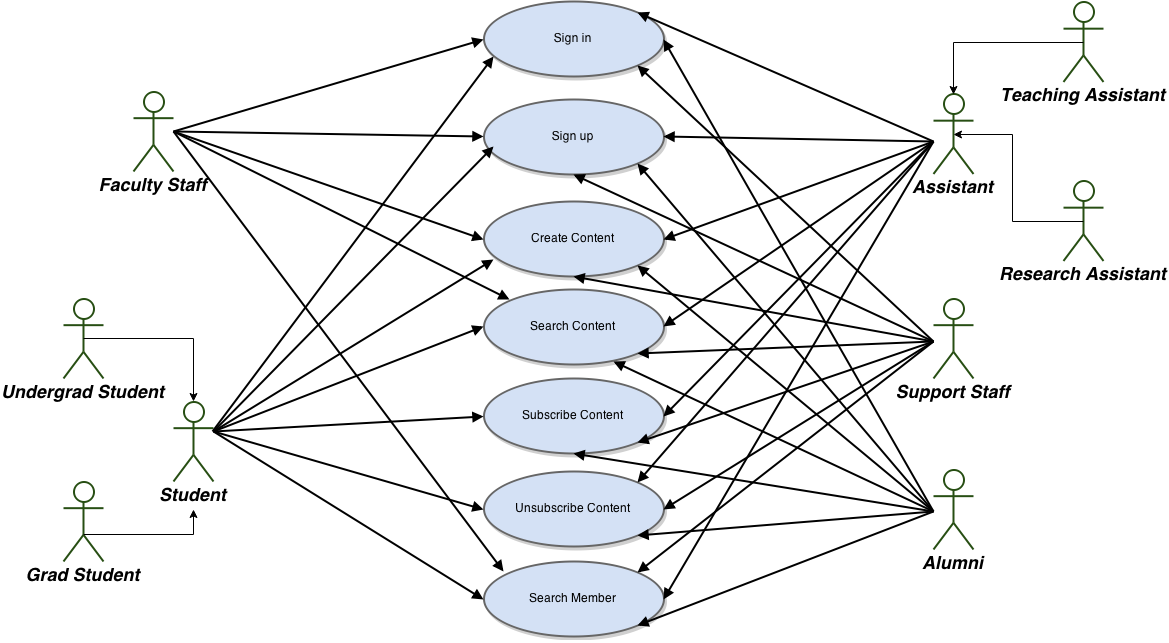 Sign in
Teaching Assistant
Sign up
Faculty Staff
Assistant
Create Content
Research Assistant
Search Content
Undergrad Student
Support Staff
Subscribe Content
Student
Unsubscribe Content
Grad Student
Alumni
Search Member